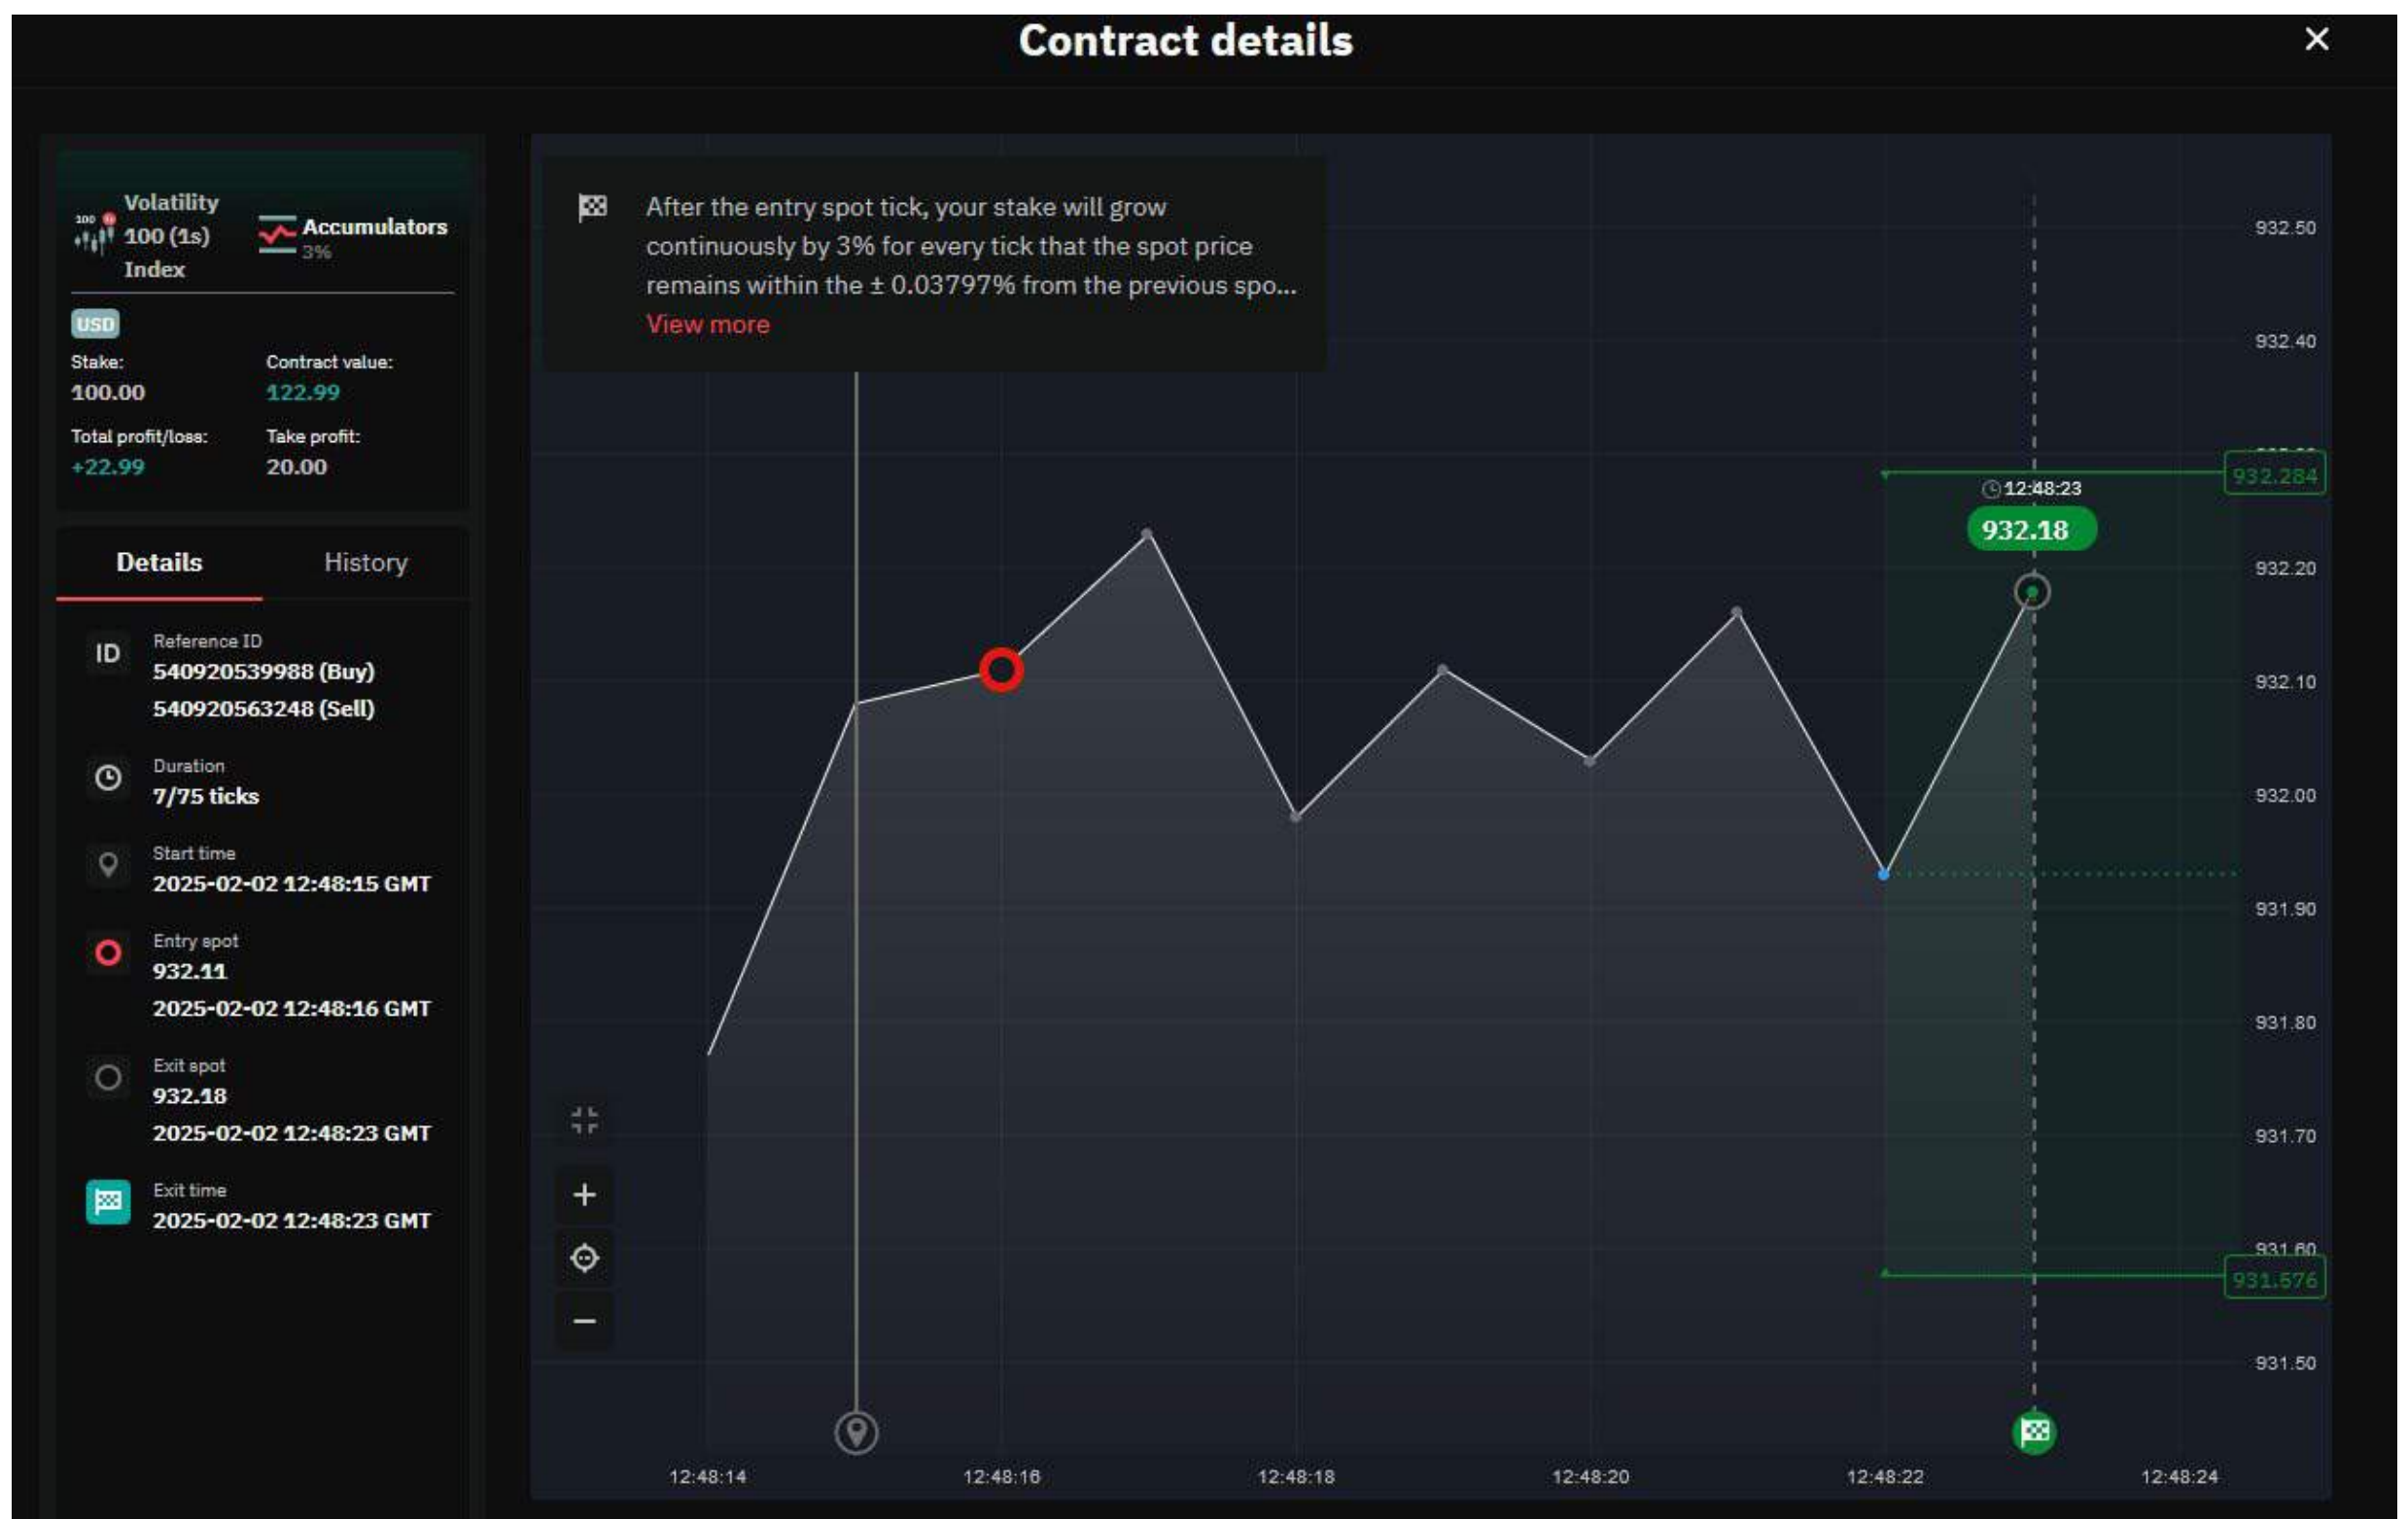 Contract details
Volatility
100 (1s)
Index
Accumulators
3%
USD
Stake:
100.00
Contract value:
122.99
Total profit/loss:
+22.99
Take profit:
20.00
Details
History
ID
Reference ID
540920539988 (Buy)
540920563248 (Sell)
Duration
7/75 ticks
Start time
2025-02-02 12:48:15 GMT
Entry spot
932.11
2025-02-02 12:48:16 GMT
Exit spot
932.18
2025-02-02 12:48:23 GMT
Exit time
2025-02-02 12:48:23 GMT
After the entry spot tick, your stake will grow
continuously by 3% for every tick that the spot price
remains within the ± 0.03797% from the previous spo...
View more
12:48:23
932.18
932.50
932.40
932.284
932.20
932.10
932.00
931.90
931.80
931.70
931.60
931.576
931.50
12:48:14
12:48:16
12:48:18
12:48:20
12:48:22
12:48:24